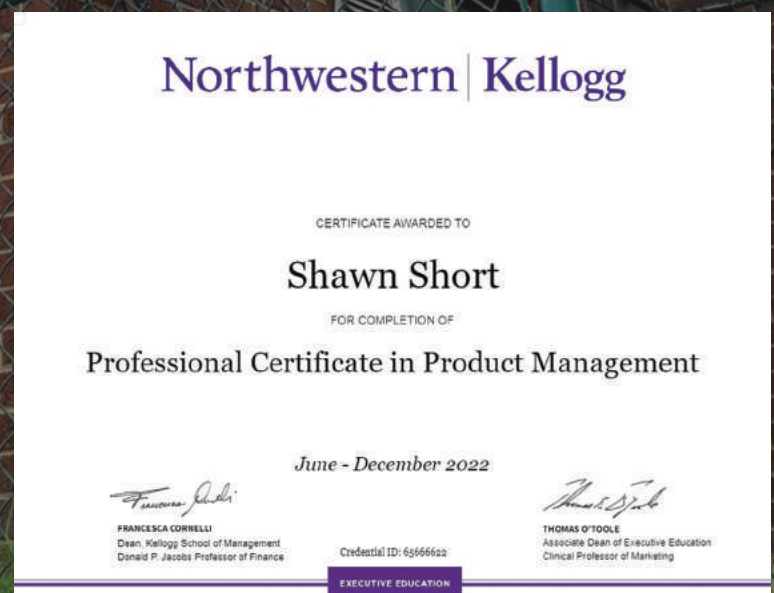 Northwestern | Kellogg
CERTIFICATE AWARDED TO
Shawn Short
FOR COMPLETION OF
Professional Certificate in Product Management
June - December 2022
FRANCESCA CORNELLI
Dean, Kellogg School of Management
Donald P. Jacobs Professor of Finance
Credential ID: 65666622
THOMAS O'TOOLE
Associate Dean of Executive Education
Clinical Professor of Marketing
EXECUTIVE EDUCATION